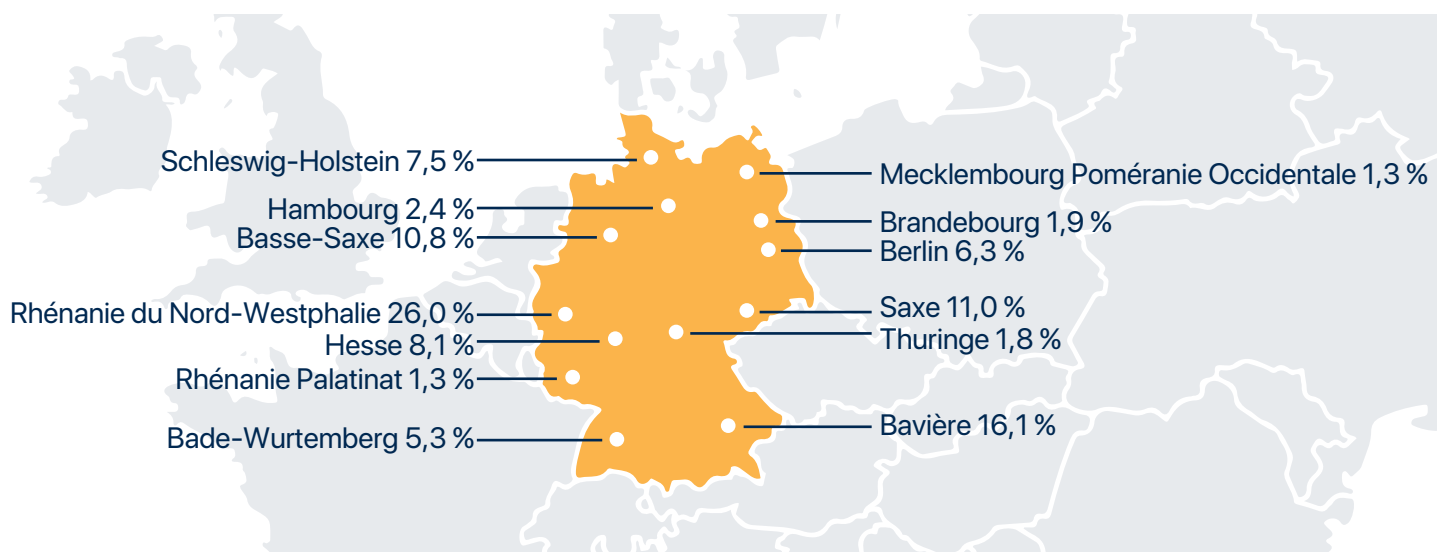 Schleswig-Holstein 7,5 %
Hambourg 2,4 %
Basse-Saxe 10,8 %
Rhénanie du Nord-Westphalie 26,0 %
Hesse 8,1 %
Rhénanie Palatinat 1,3 %
Bade-Wurtemberg 5,3 %
Mecklembourg Poméranie Occidentale 1,3 %
Brandebourg 1,9 %
Berlin 6,3 %
Saxe 11,0 %
Thuringe 1,8 %
Bavière 16,1 %